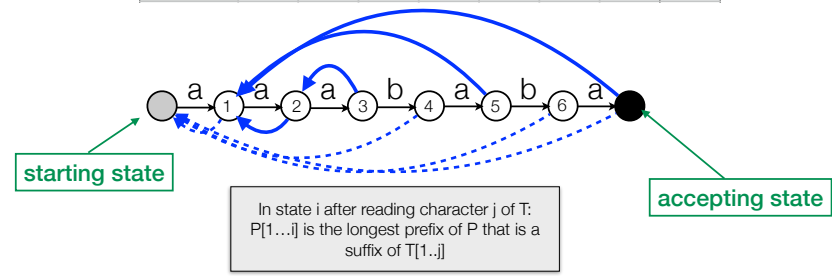 a a a b a b a
1 2 3 4 5 6
starting state
accepting state
In state i after reading character j of T:
P[1…i] is the longest prefix of P that is a
suffix of T[1..j]